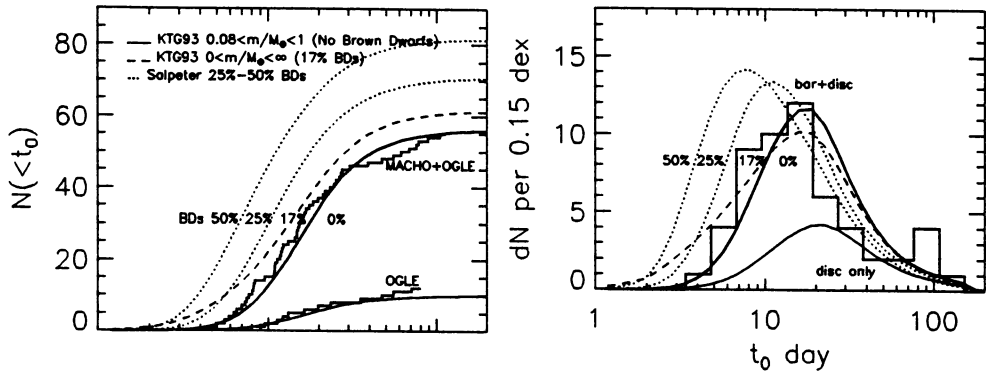 80
60
40
20
0
N(<t₀)
KTG93 0.08<m/M⊙<1 (No Brown Dwarfs)
KTG93 0<m/M⊙<∞ (17% BDs)
Salpeter 25%-50% BDs
MACHO+OGLE
BDs 50% 25% 17% 0%
OGLE
15
10
5
0
dN per 0.15 dex
bar+disc
50% 25% 17% 0%
disc only
1 10 100
t₀ day